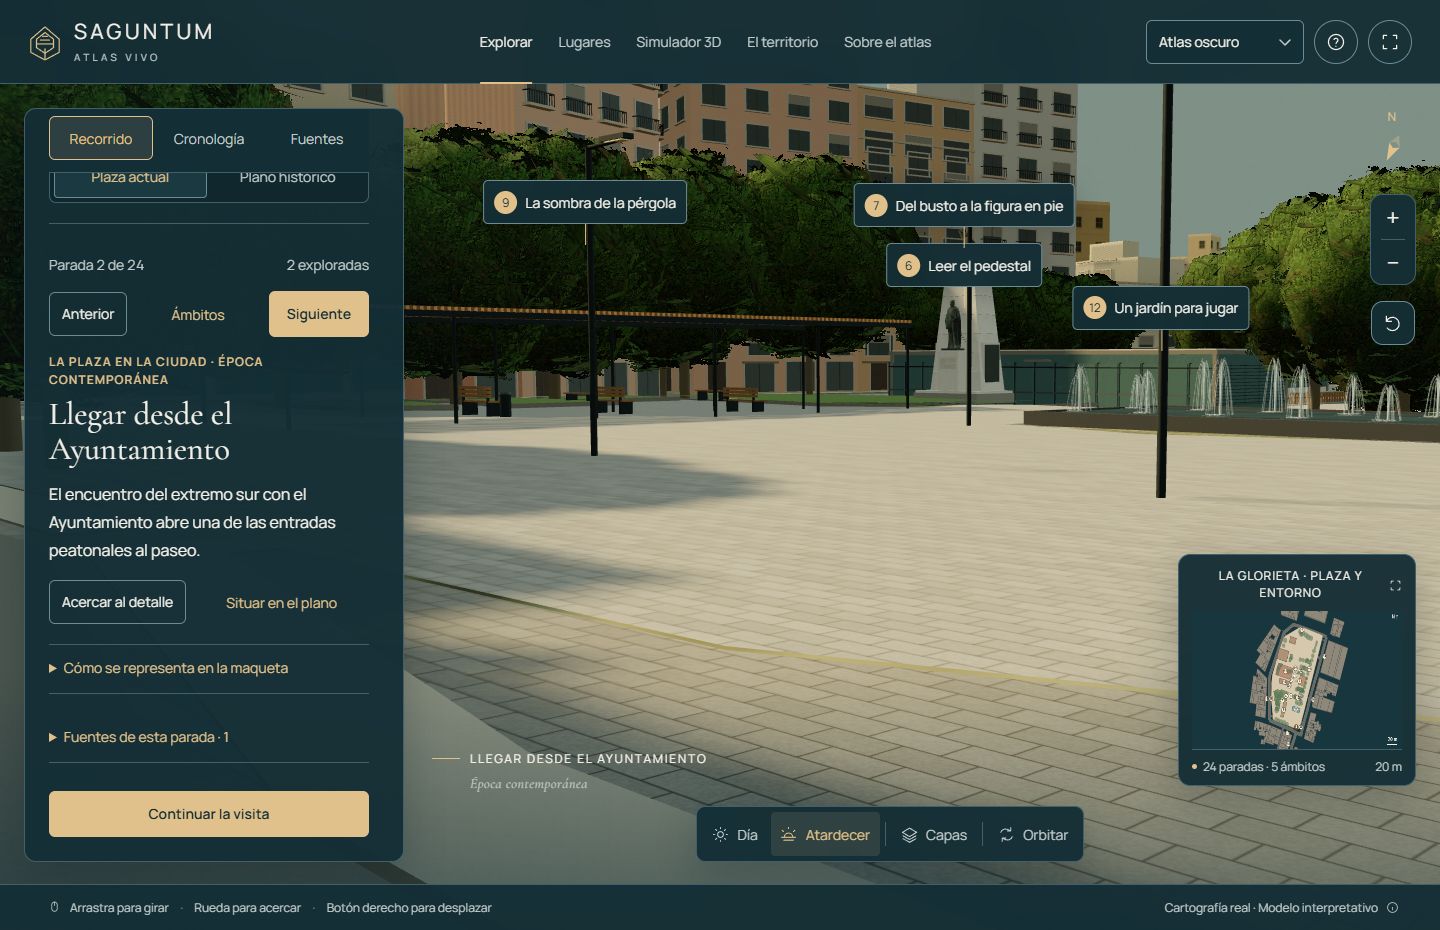 SAGUNTUM
ATLAS VIVO
Explorar
Lugares
Simulador 3D
El territorio
Sobre el atlas
Atlas oscuro
Recorrido
Cronología
Fuentes
Plaza actual
Plano histórico
Parada 2 de 24
2 exploradas
Anterior
Ámbitos
Siguiente
LA PLAZA EN LA CIUDAD · ÉPOCA
CONTEMPORÁNEA
Llegar desde el
Ayuntamiento
El encuentro del extremo sur con el
Ayuntamiento abre una de las entradas
peatonales al paseo.
Acercar al detalle
Situar en el plano
Cómo se representa en la maqueta
Fuentes de esta parada · 1
Continuar la visita
9 La sombra de la pérgola
7 Del busto a la figura en pie
6 Leer el pedestal
12 Un jardín para jugar
N
LLEGAR DESDE EL AYUNTAMIENTO
Época contemporánea
LA GLORIETA · PLAZA Y
ENTORNO
24 paradas · 5 ámbitos
20 m
Día
Atardecer
Capas
Orbitar
Arrastra para girar · Rueda para acercar · Botón derecho para desplazar
Cartografía real · Modelo interpretativo